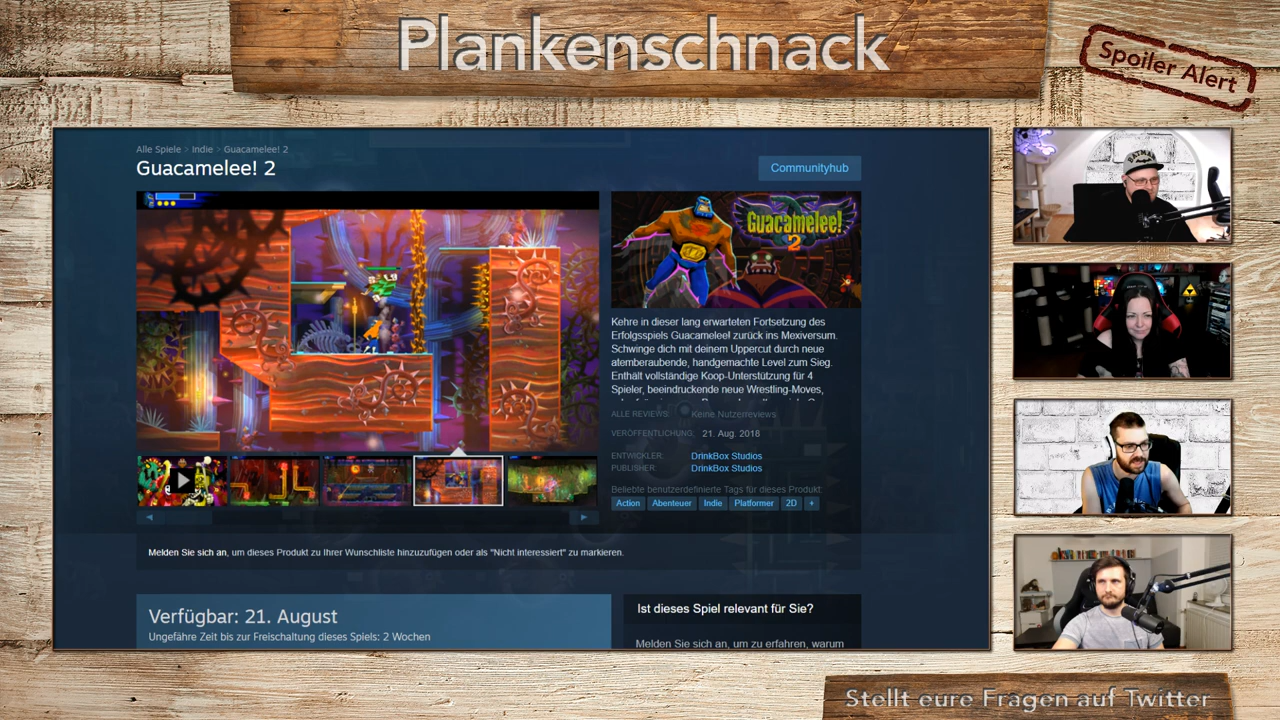 Plankenschnack
Spoiler Alert
Alle Spiele > Indie > Guacamelee! 2
Guacamelee! 2
Communityhub
Guacamelee!
2
Kehre in dieser lang erwarteten Fortsetzung des
Erfolgsspiels Guacamelee! zurück ins Mexiversum.
Schwinge dich mit deinem Uppercut durch neue
atemberaubende, handgemachte Level zum Sieg.
Enthält vollständige Koop-Unterstützung für 4
Spieler, beeindruckende neue Wrestling-Moves,
ALLE REVIEWS: Keine Nutzerreviews
VERÖFFENTLICHUNG: 21. Aug. 2018
ENTWICKLER: DrinkBox Studios
PUBLISHER: DrinkBox Studios
Beliebte benutzerdefinierte Tags für dieses Produkt
Action Abenteuer Indie Platformer 2D +
Melden Sie sich an, um dieses Produkt zu Ihrer Wunschliste hinzuzufügen oder als "Nicht interessiert" zu markieren.
Verfügbar: 21. August
Ungefähre Zeit bis zur Freischaltung dieses Spiels: 2 Wochen
Ist dieses Spiel relevant für Sie?
Melden Sie sich an, um zu erfahren, warum
BATMAN
Stellt eure Fragen auf Twitter